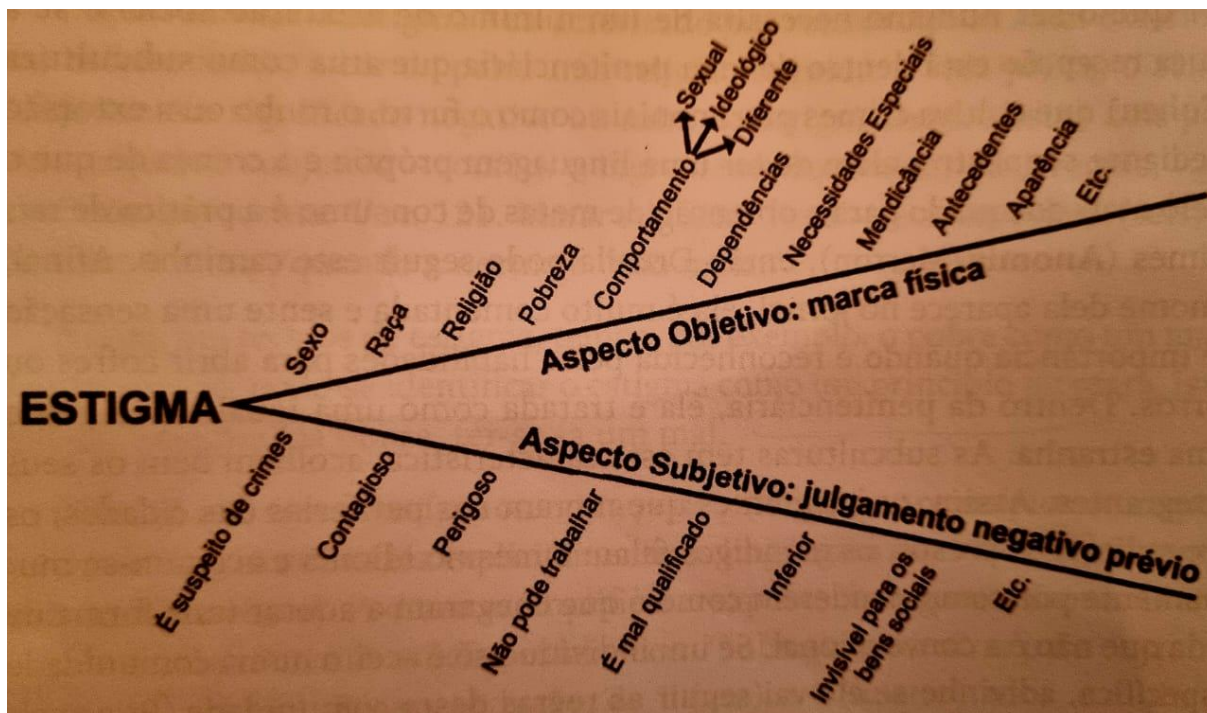 Sexual
Ideológico
Diferente
Sexo
Raça
Religião
Pobreza
Comportamento
Dependências
Necessidades Especiais
Mendicância
Antecedentes
Aparência
Etc.
Aspecto Objetivo: marca física
ESTIGMA
Aspecto Subjetivo: julgamento negativo prévio
É suspeito de crimes
Contagioso
Perigoso
Não pode trabalhar
É mal qualificado
Inferior
Invisível para os
bens sociais
Etc.